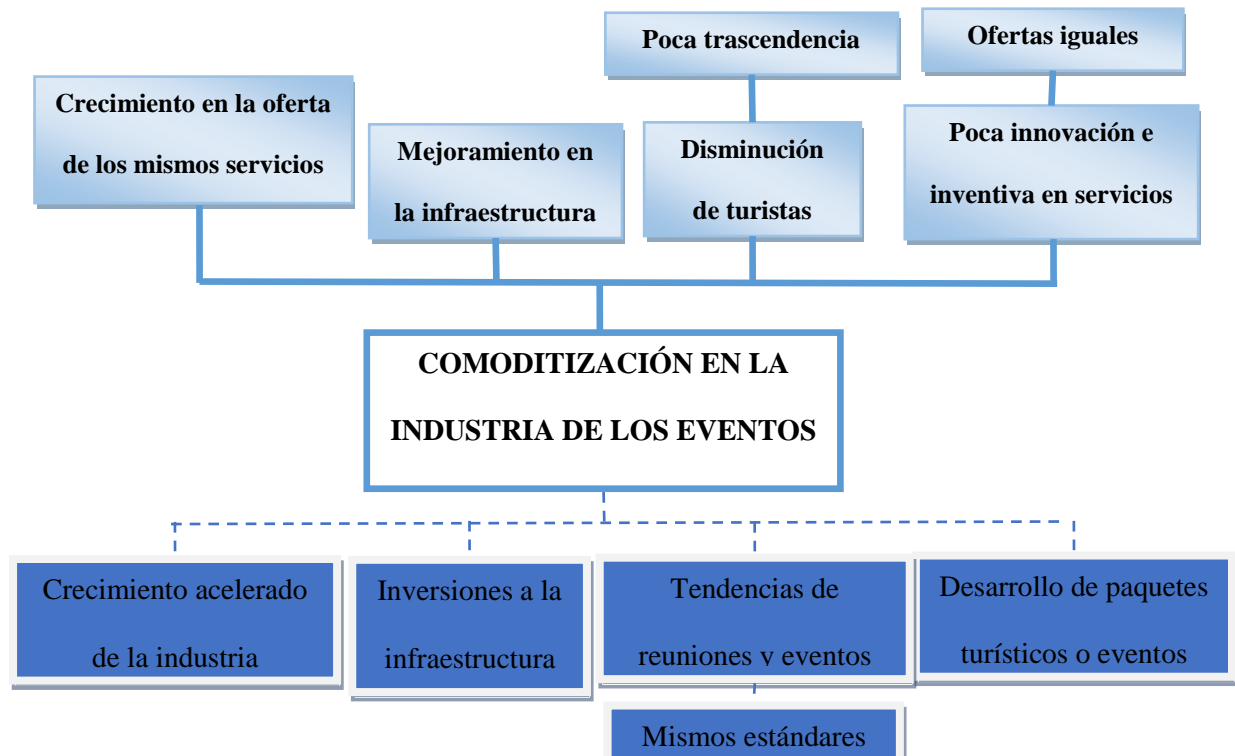 Poca trascendencia
Ofertas iguales
Crecimiento en la oferta
de los mismos servicios
Mejoramiento en
la infraestructura
Disminución
de turistas
Poca innovación e
inventiva en servicios
COMODITIZACIÓN EN LA
INDUSTRIA DE LOS EVENTOS
Crecimiento acelerado
de la industria
Inversiones a la
infraestructura
Tendencias de
reuniones y eventos
Desarrollo de paquetes
turísticos o eventos
Mismos estándares